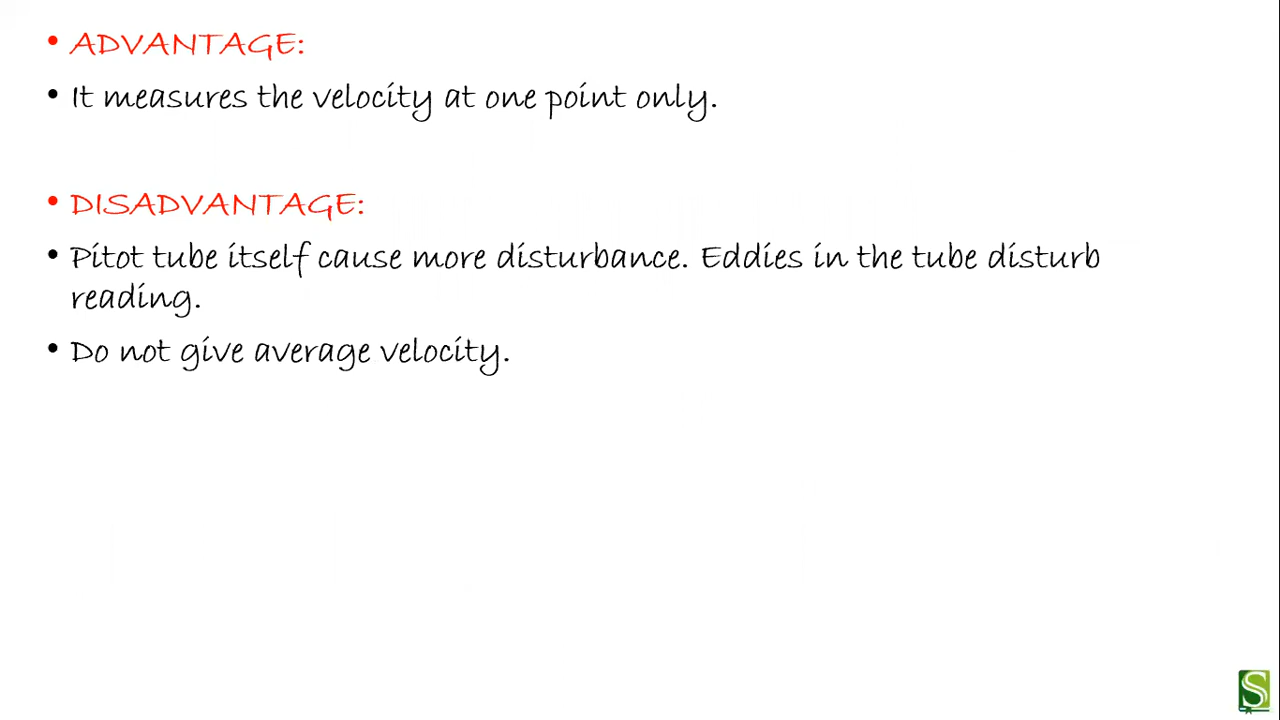 • ADVANTAGE:
• It measures the velocity at one point only.
• DISADVANTAGE:
• Pitot tube itself cause more disturbance. Eddies in the tube disturb
reading.
• Do not give average velocity.
S